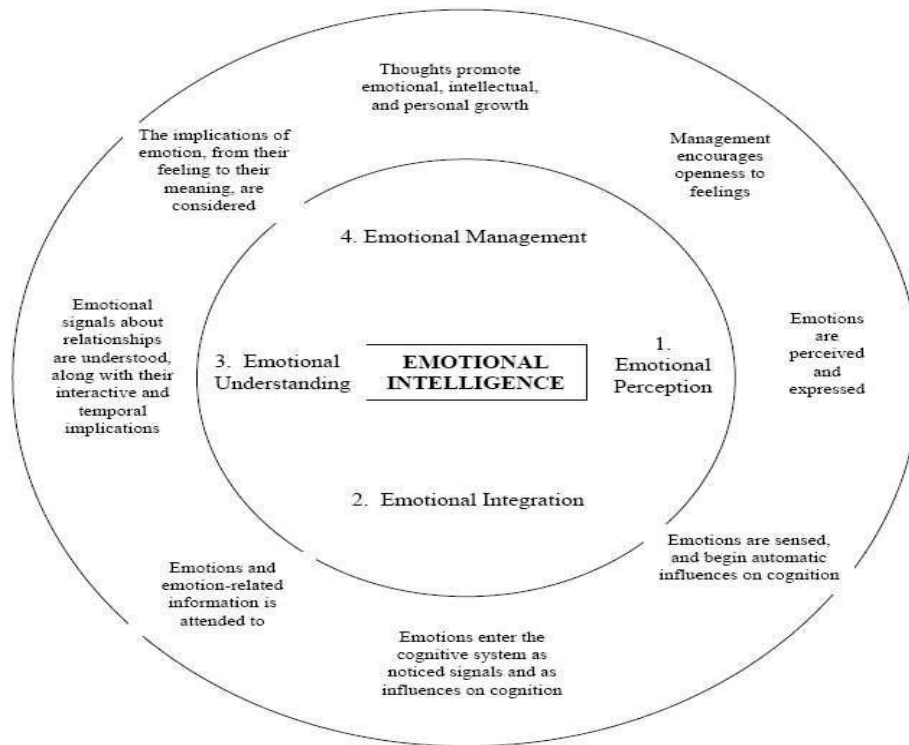 Thoughts promote
emotional, intellectual,
and personal growth
The implications of
emotion, from their
feeling to their
meaning, are
considered
Management
encourages
openness to
feelings
4. Emotional Management
Emotional
signals about
relationships
are understood,
along with their
interactive and
temporal
implications
3. Emotional
Understanding
EMOTIONAL
INTELLIGENCE
1.
Emotional
Perception
Emotions
are
perceived
and
expressed
2. Emotional Integration
Emotions and
emotion-related
information is
attended to
Emotions are sensed,
and begin automatic
influences on cognition
Emotions enter the
cognitive system as
noticed signals and as
influences on cognition